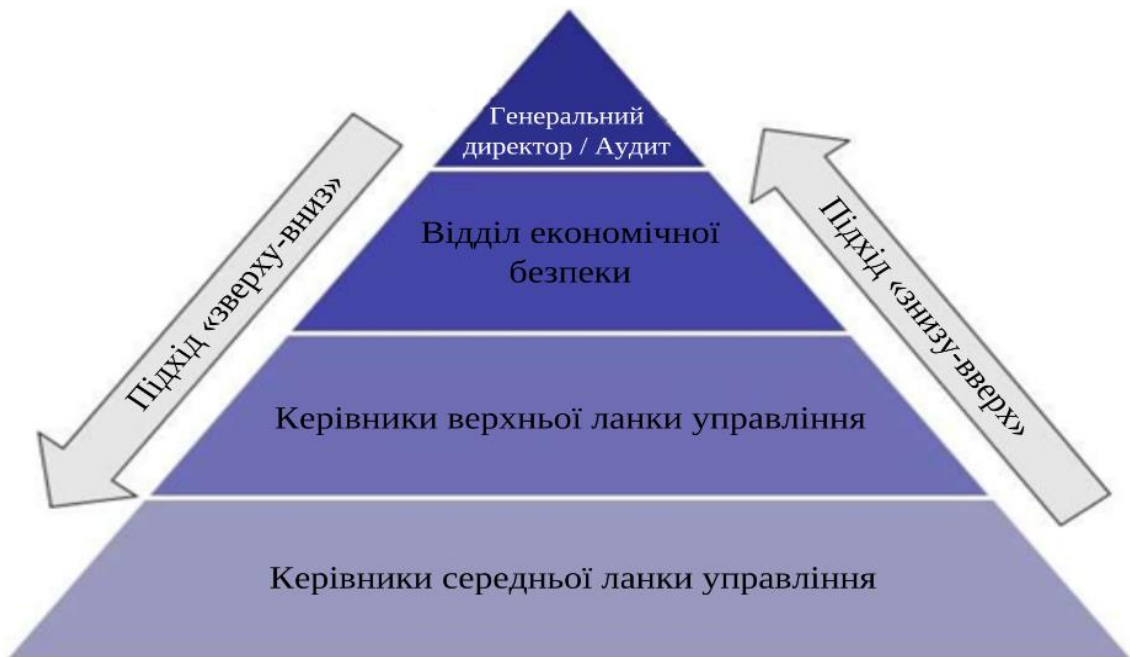 Генеральний
директор / Аудит
Підхід «зверху-вниз»
Підхід «знизу-вверх»
Відділ економічної
безпеки
Керівники верхньої ланки управління
Керівники середньої ланки управління